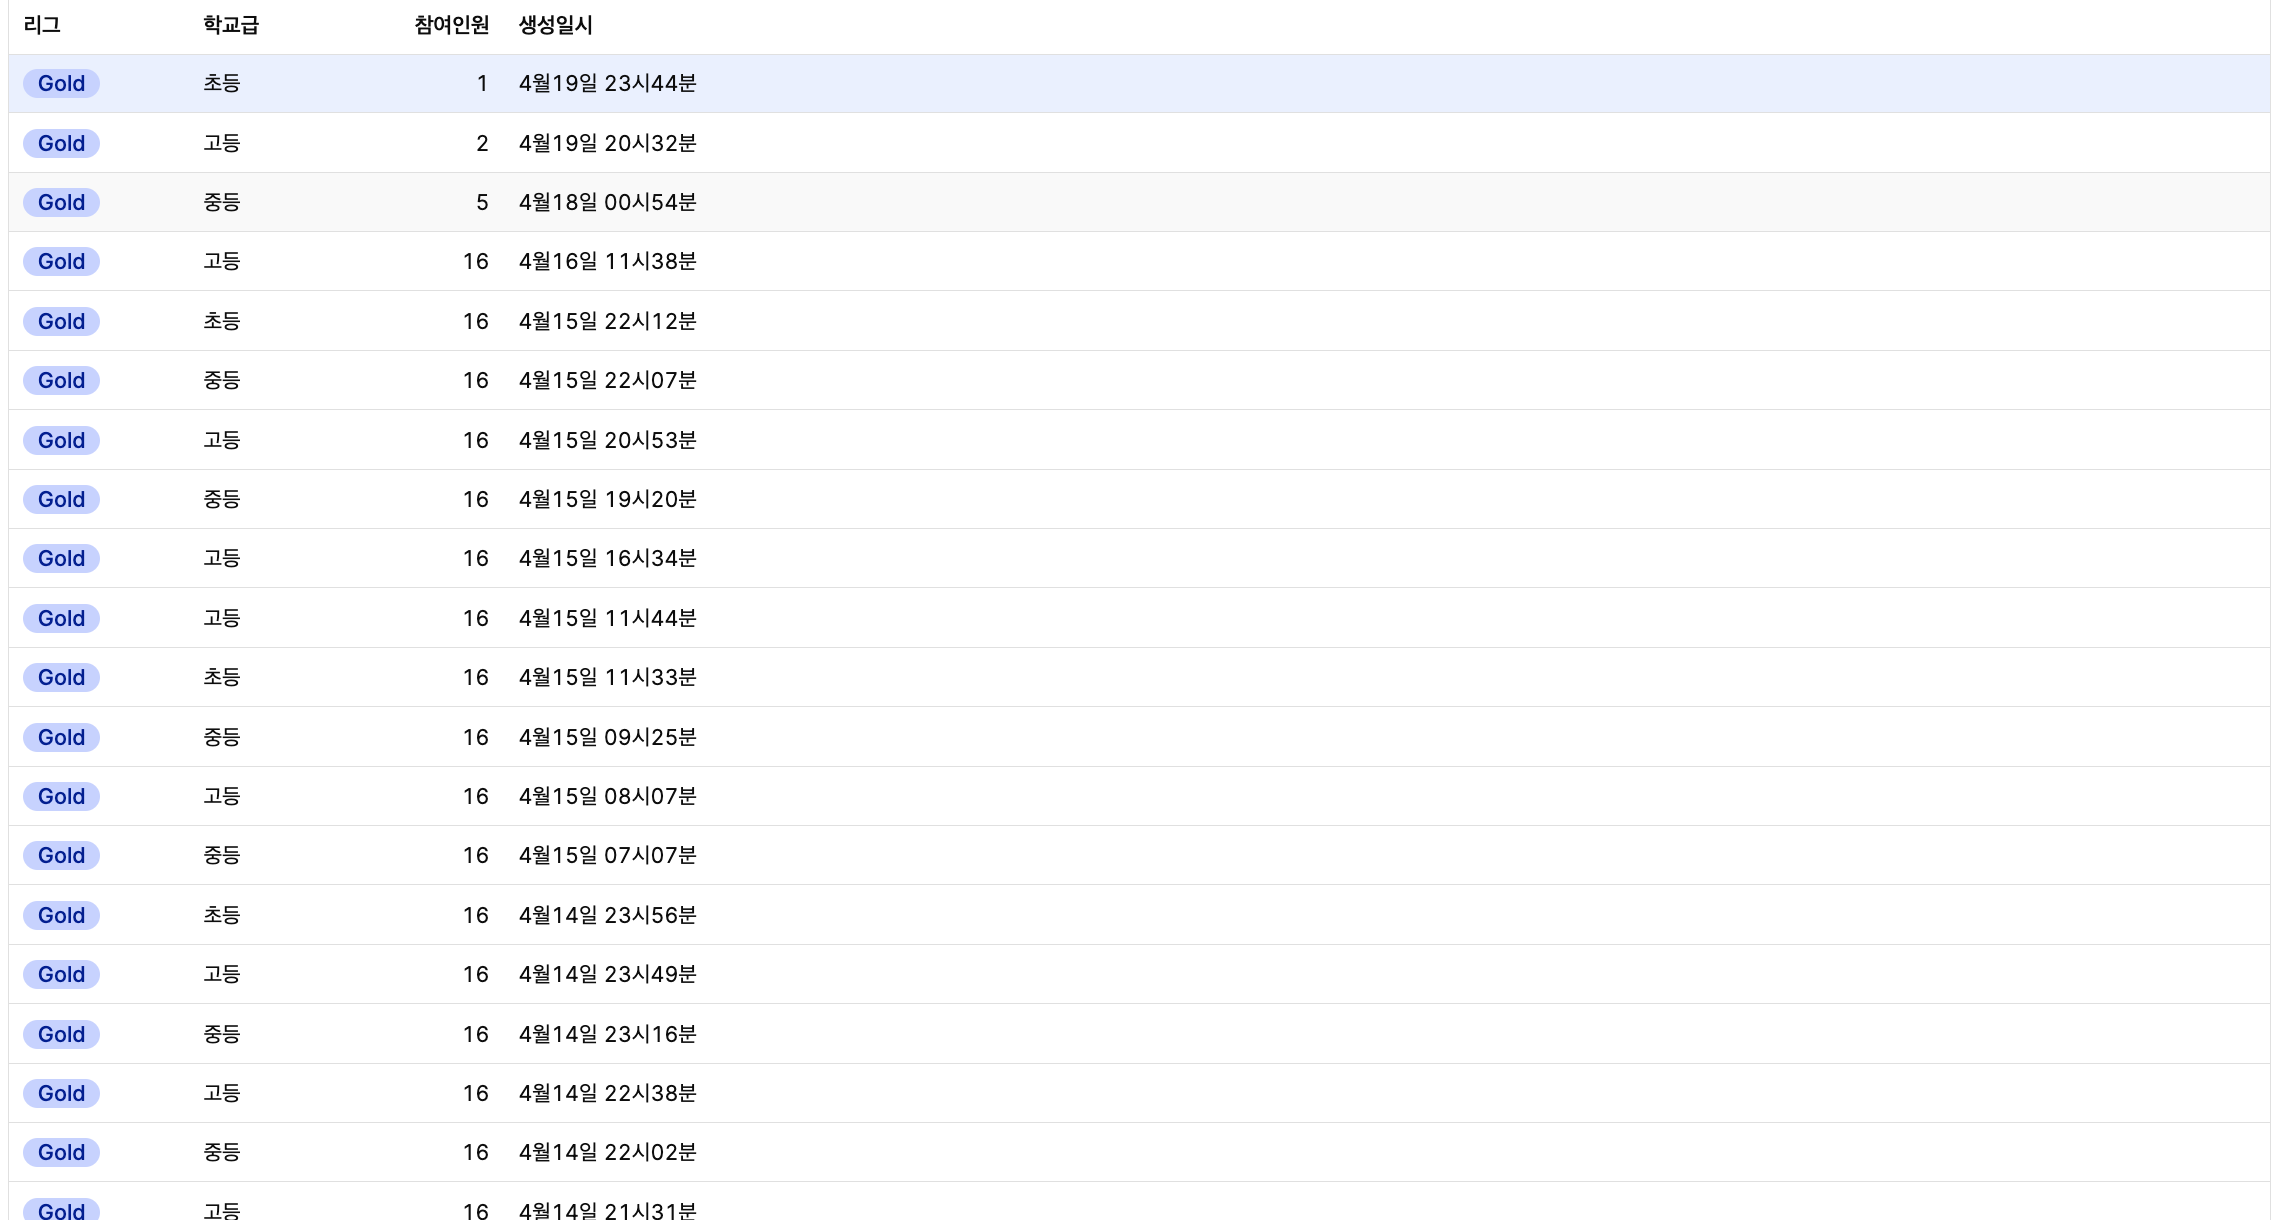 리그 학교급 참여인원 생성일시
Gold 초등 1 4월19일 23시44분
Gold 고등 2 4월19일 20시32분
Gold 중등 5 4월18일 00시54분
Gold 고등 16 4월16일 11시38분
Gold 초등 16 4월15일 22시12분
Gold 중등 16 4월15일 22시07분
Gold 고등 16 4월15일 20시53분
Gold 중등 16 4월15일 19시20분
Gold 고등 16 4월15일 16시34분
Gold 고등 16 4월15일 11시44분
Gold 초등 16 4월15일 11시33분
Gold 중등 16 4월15일 09시25분
Gold 고등 16 4월15일 08시07분
Gold 중등 16 4월15일 07시07분
Gold 초등 16 4월14일 23시56분
Gold 고등 16 4월14일 23시49분
Gold 중등 16 4월14일 23시16분
Gold 고등 16 4월14일 22시38분
Gold 중등 16 4월14일 22시02분
Gold 고등 16 4월14일 21시31분